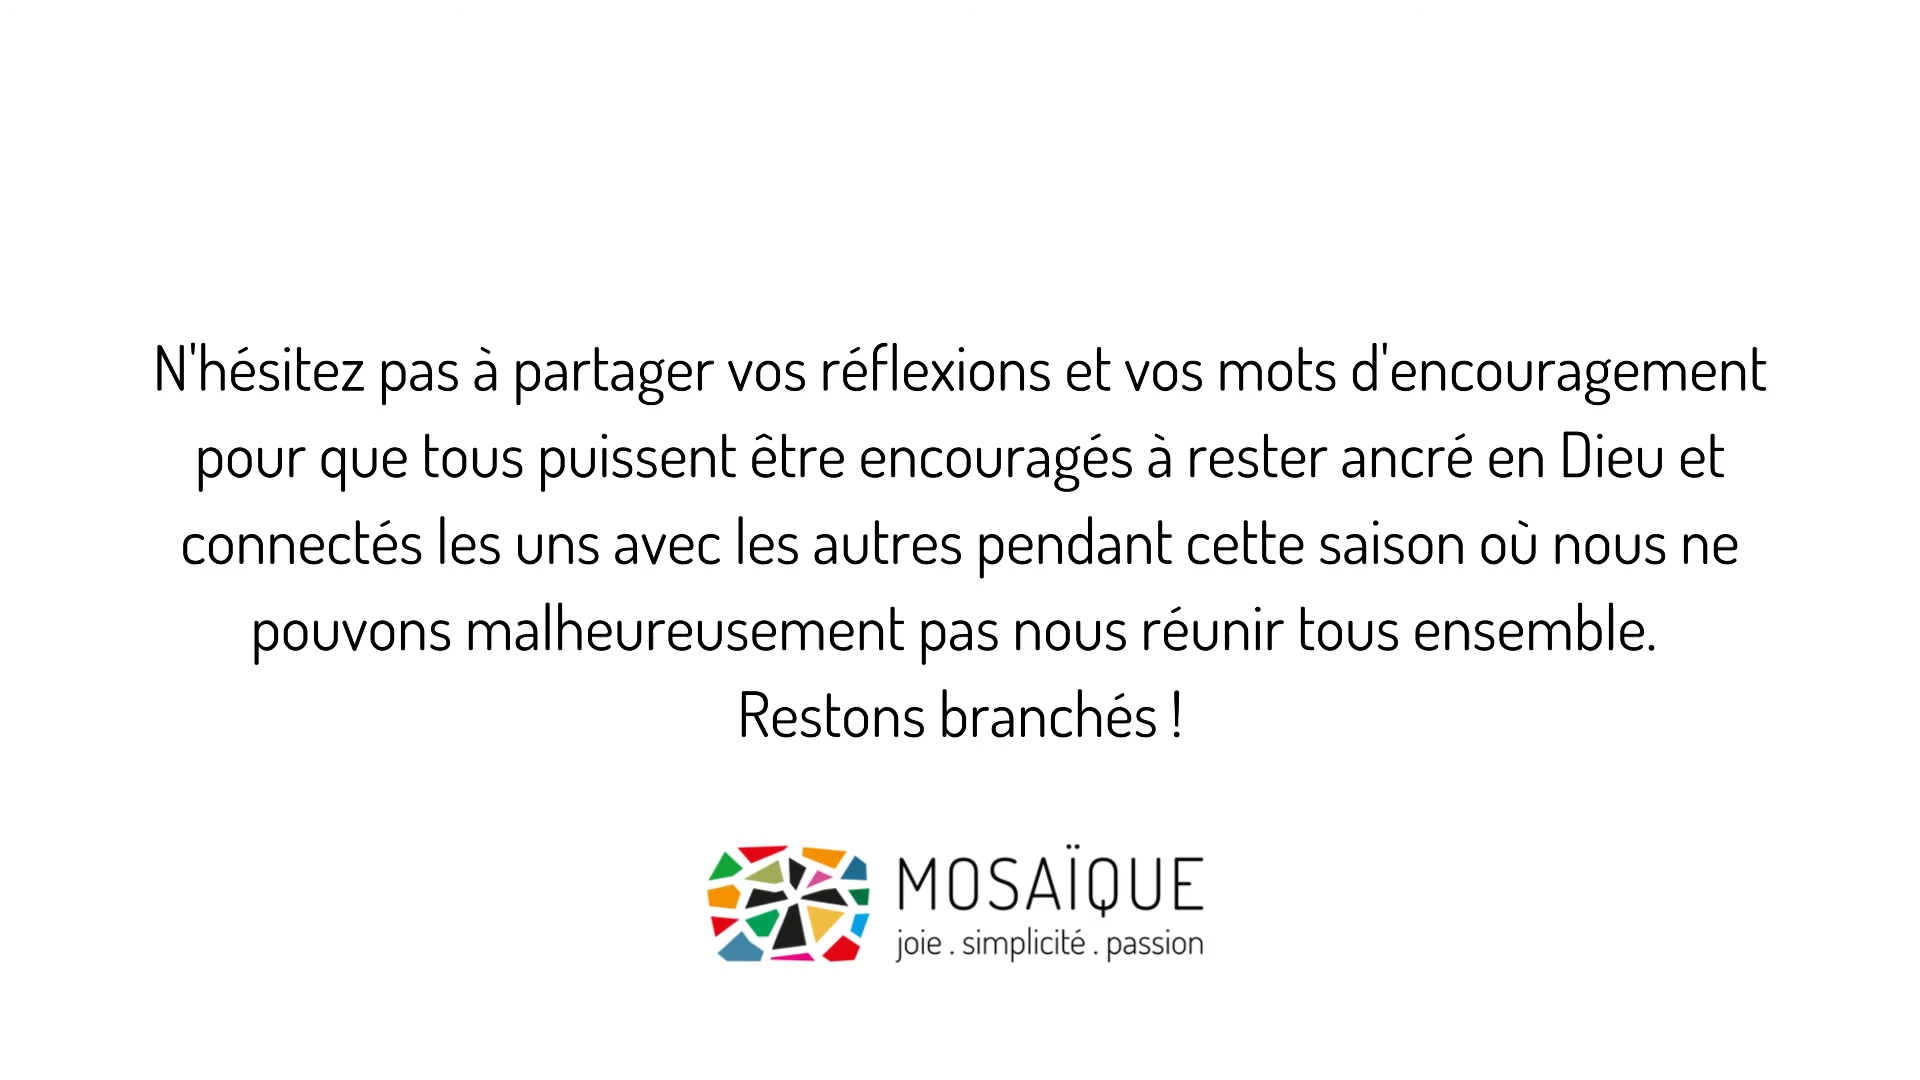 N'hésitez pas à partager vos réflexions et vos mots d'encouragement
pour que tous puissent être encouragés à rester ancré en Dieu et
connectés les uns avec les autres pendant cette saison où nous ne
pouvons malheureusement pas nous réunir tous ensemble.
Restons branchés !
MOSAÏQUE
joie . simplicité . passion